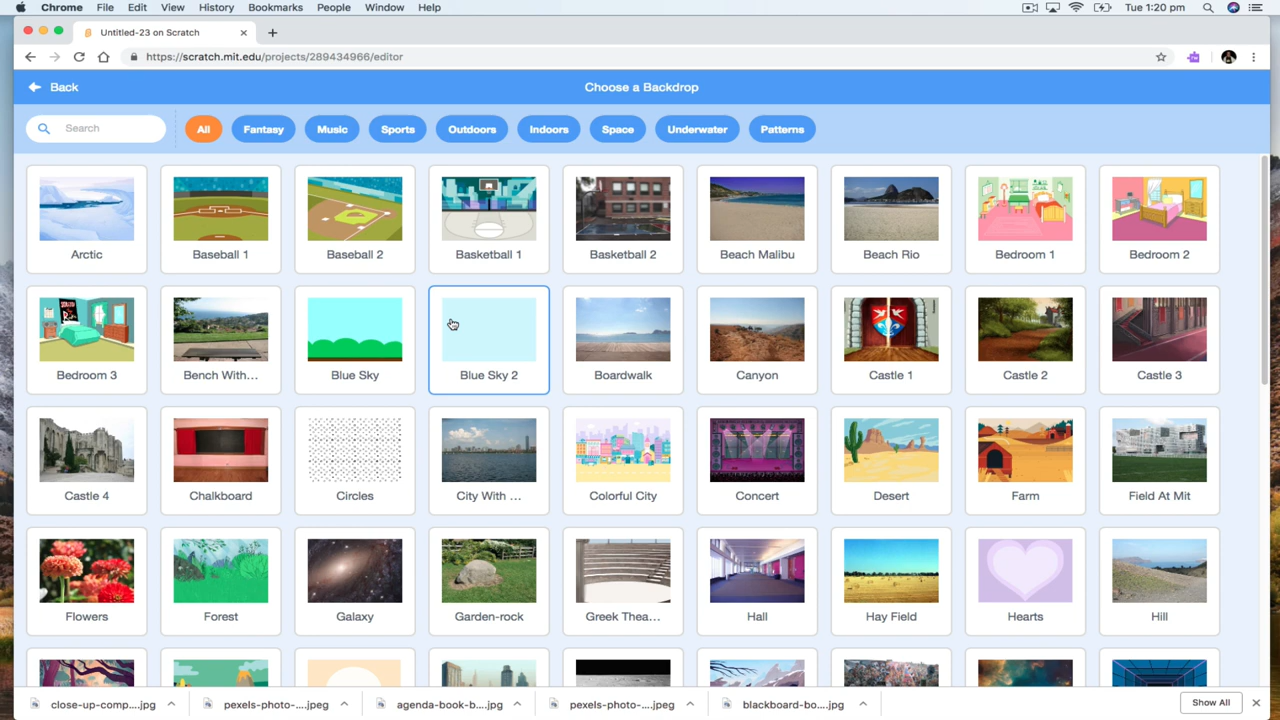 Chrome File Edit View History Bookmarks People Window Help Tue 1:20 pm
Untitled-23 on Scratch
https://scratch.mit.edu/projects/289434966/editor
Back Choose a Backdrop
Search All Fantasy Music Sports Outdoors Indoors Space Underwater Patterns
Arctic Baseball 1 Baseball 2 Basketball 1 Basketball 2 Beach Malibu Beach Rio Bedroom 1 Bedroom 2
Bedroom 3 Bench With... Blue Sky Blue Sky 2 Boardwalk Canyon Castle 1 Castle 2 Castle 3
Castle 4 Chalkboard Circles City With ... Colorful City Concert Desert Farm Field At Mit
Flowers Forest Galaxy Garden-rock Greek Thea... Hall Hay Field Hearts Hill
close-up-comp....jpg pexels-photo-....jpeg agenda-book-b....jpg pexels-photo-....jpeg blackboard-bo....jpg Show All